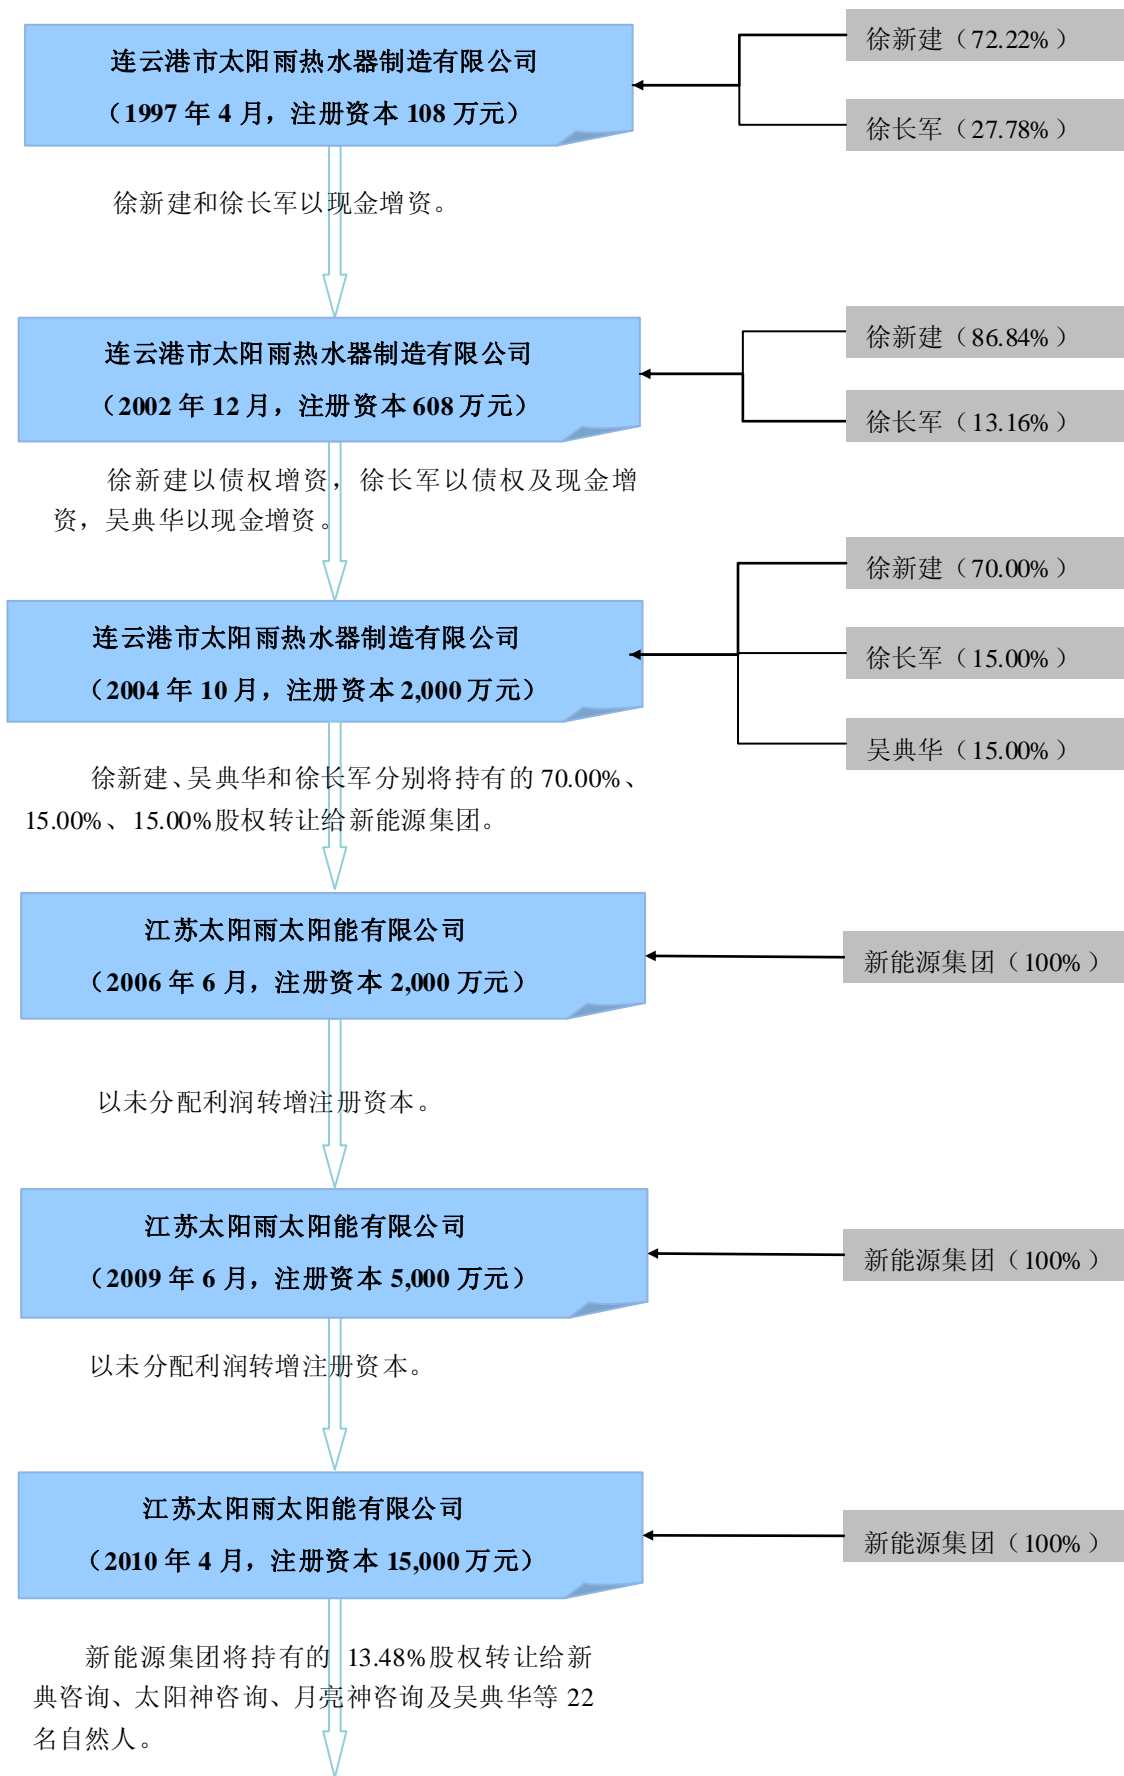 连云港市太阳雨热水器制造有限公司
（1997 年 4 月，注册资本 108 万元）
徐新建（72.22%）
徐长军（27.78%）
徐新建和徐长军以现金增资。
连云港市太阳雨热水器制造有限公司
（2002 年 12 月，注册资本 608 万元）
徐新建（86.84%）
徐长军（13.16%）
徐新建以债权增资，徐长军以债权及现金增
资，吴典华以现金增资。
连云港市太阳雨热水器制造有限公司
（2004 年 10 月，注册资本 2,000 万元）
徐新建（70.00%）
徐长军（15.00%）
吴典华（15.00%）
徐新建、吴典华和徐长军分别将持有的 70.00%、
15.00%、15.00%股权转让给新能源集团。
江苏太阳雨太阳能有限公司
（2006 年 6 月，注册资本 2,000 万元）
新能源集团（100%）
以未分配利润转增注册资本。
江苏太阳雨太阳能有限公司
（2009 年 6 月，注册资本 5,000 万元）
新能源集团（100%）
以未分配利润转增注册资本。
江苏太阳雨太阳能有限公司
（2010 年 4 月，注册资本 15,000 万元）
新能源集团（100%）
新能源集团将持有的 13.48%股权转让给新
典咨询、太阳神咨询、月亮神咨询及吴典华等 22
名自然人。